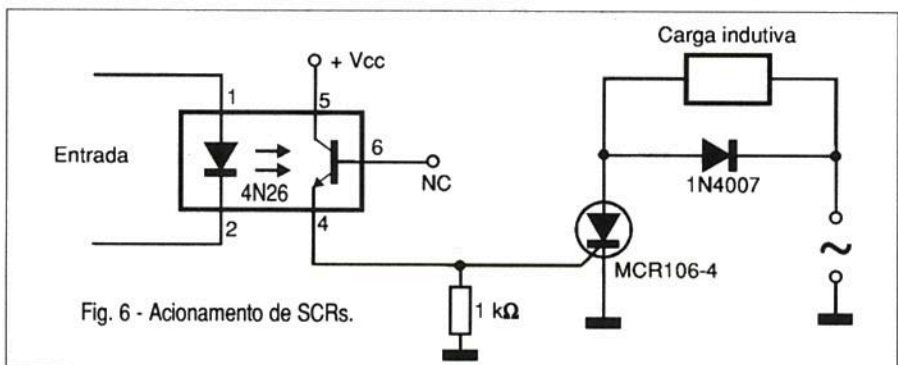 Carga indutiva
+ Vcc
1
5
Entrada
6
4N26
NC
1N4007
2
4
~
MCR106-4
1 kΩ
Fig. 6 - Acionamento de SCRs.